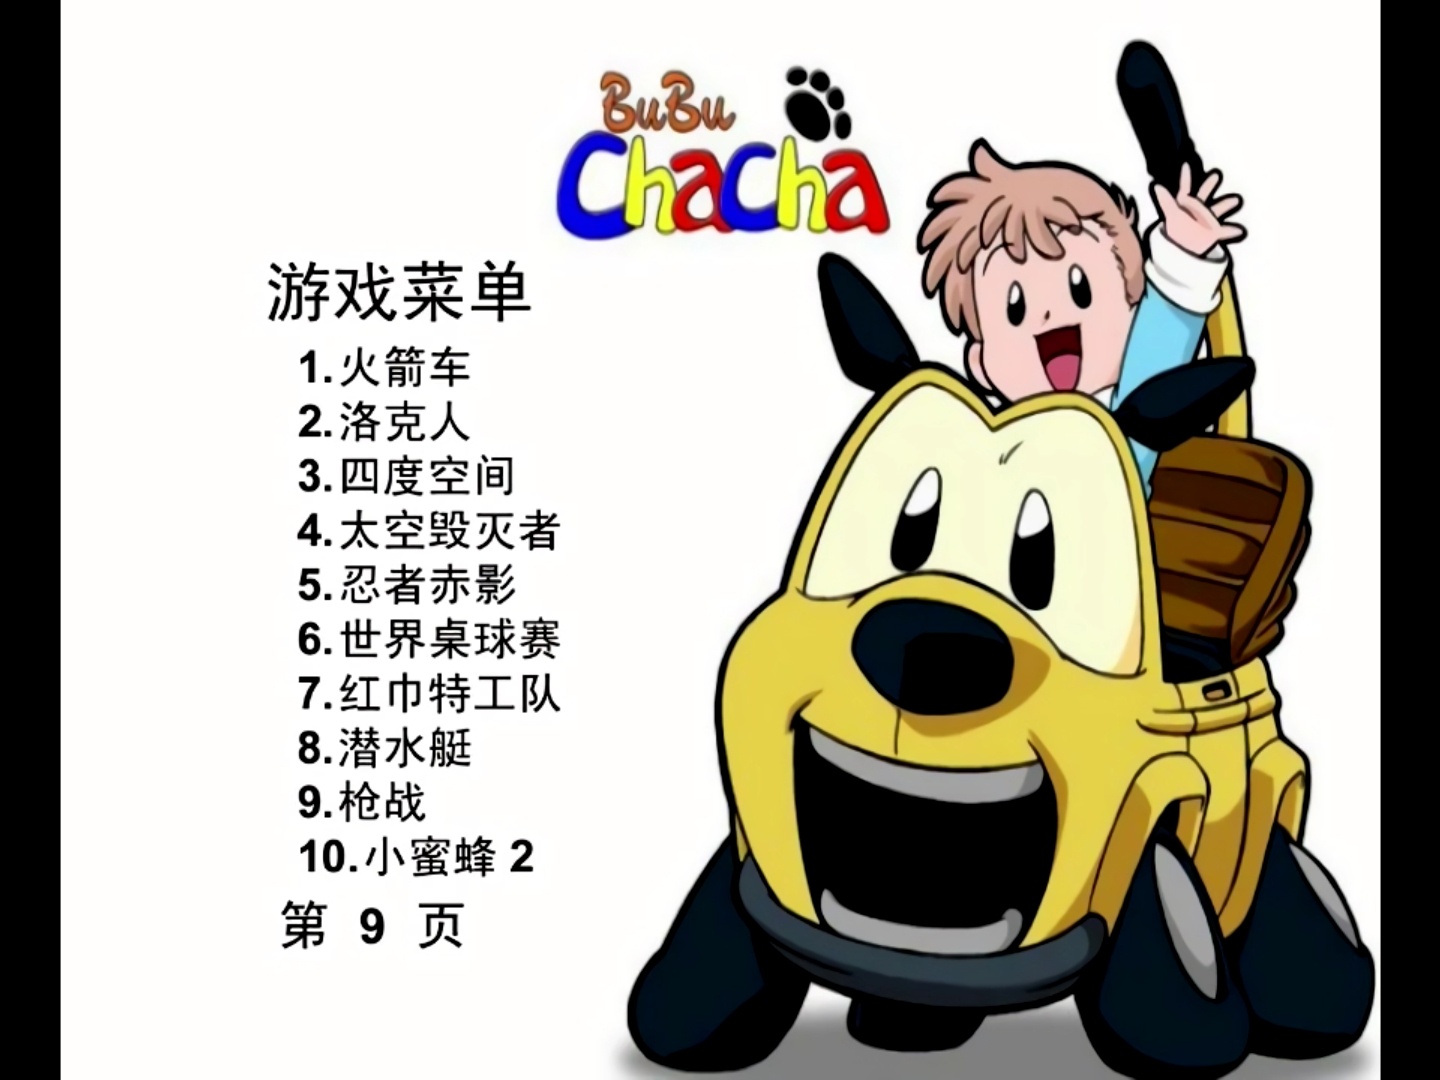 BuBu
ChaCha
游戏菜单
1.火箭车
2.洛克人
3.四度空间
4.太空毁灭者
5.忍者赤影
6.世界桌球赛
7.红巾特工队
8.潜水艇
9.枪战
10.小蜜蜂 2
第 9 页